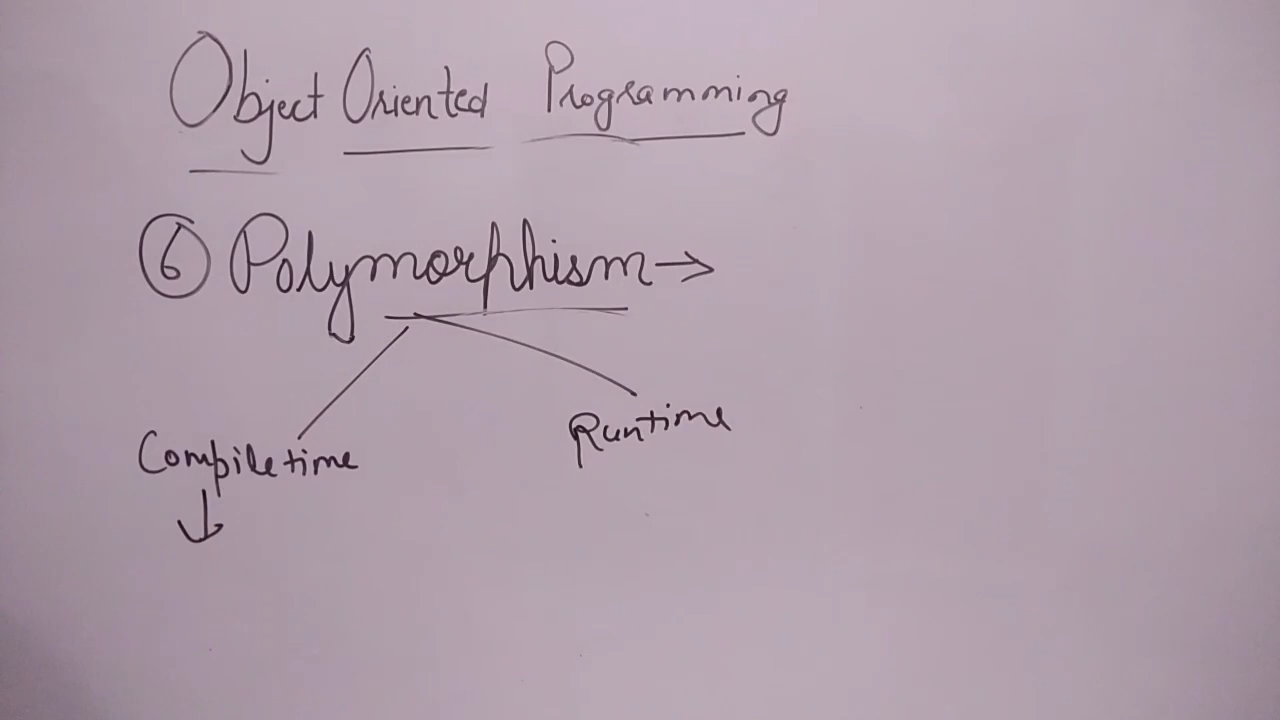 Object Oriented Programming
⑥ Polymorphism →
Compiletime
Runtime
↓